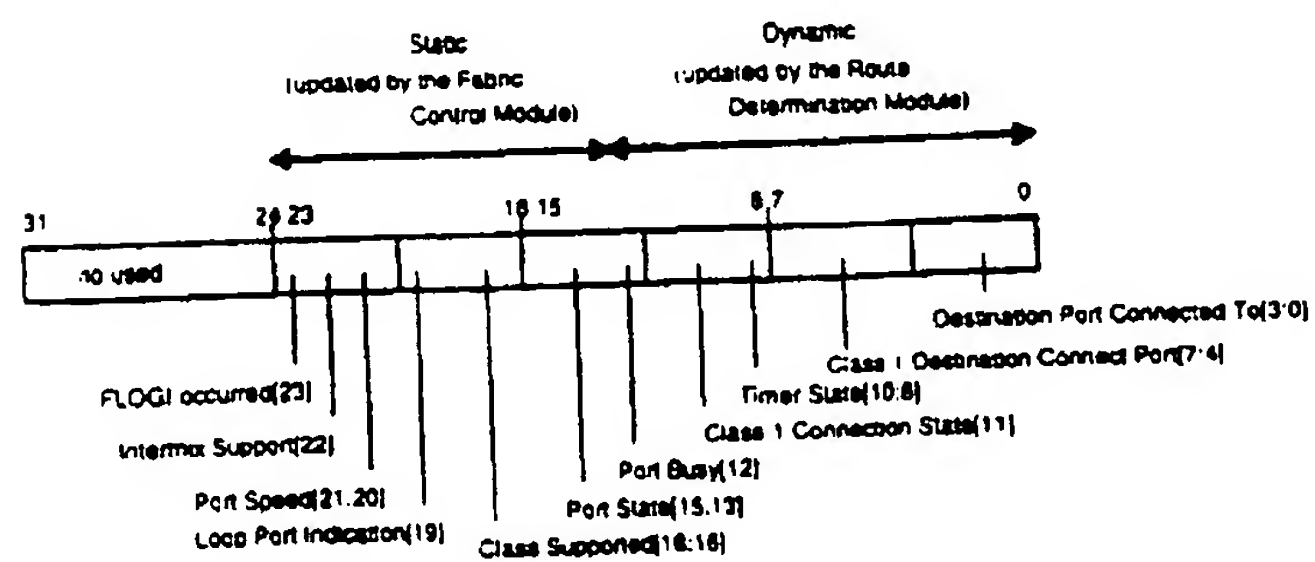 Static
(updated by the Fabric
Control Module)
Dynamic
(updated by the Route
Determination Module)
31
24 23
16 15
8 7
0
no used
Destination Port Connected To[3:0]
Class 1 Destination Connect Port[7:4]
FLOGI occurred[23]
Timer State[10:8]
Intermix Support[22]
Class 1 Connection State[11]
Port Busy[12]
Port Speed[21:20]
Port State[15:13]
Loop Port Indication[19]
Class Supported[18:16]